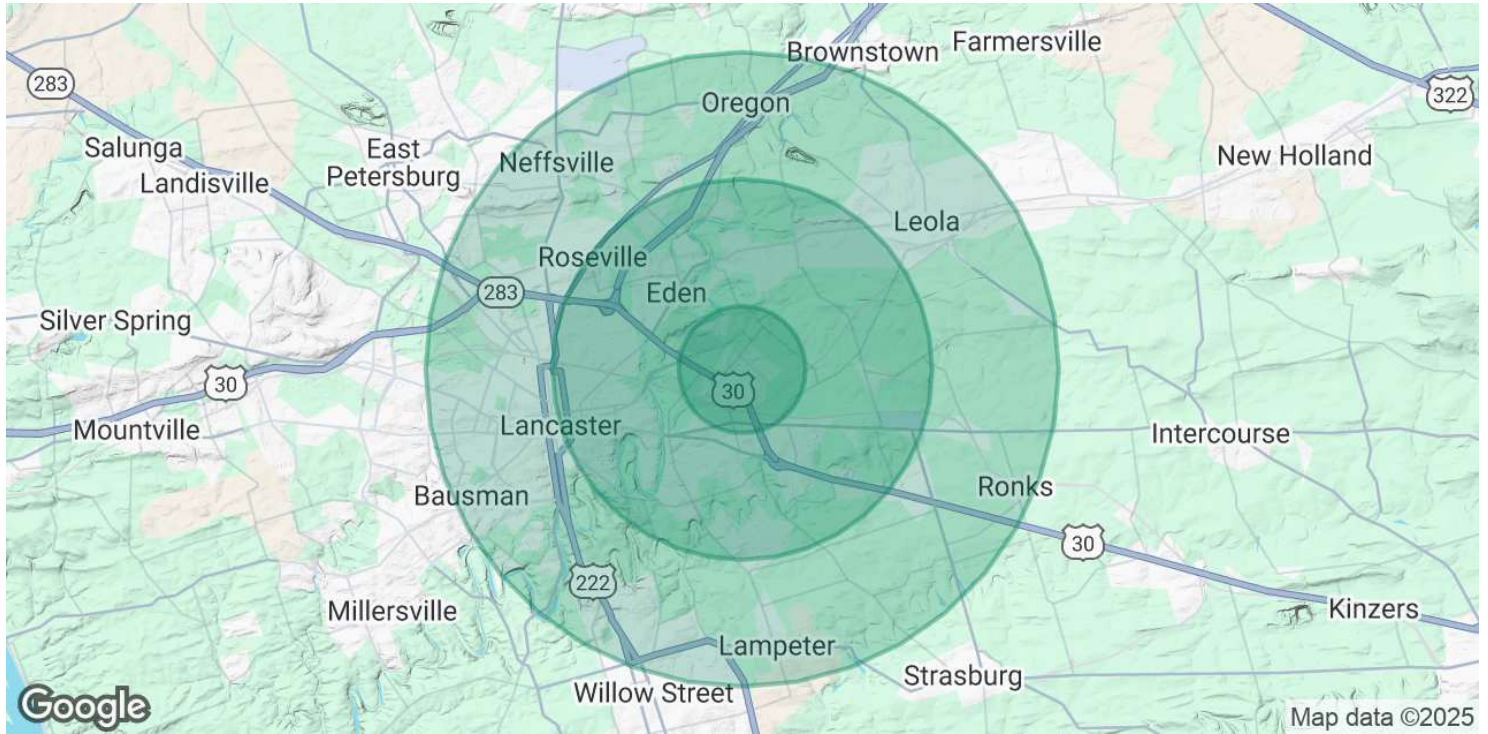 Brownstown
Farmersville
283
322
Oregon
Salunga
East
Petersburg
Neffsville
New Holland
Landisville
Leola
Roseville
283
Eden
Silver Spring
30
30
Mountville
Lancaster
Intercourse
Bausman
Ronks
30
222
Millersville
Kinzers
Lampeter
Strasburg
Willow Street
Google
Map data ©2025